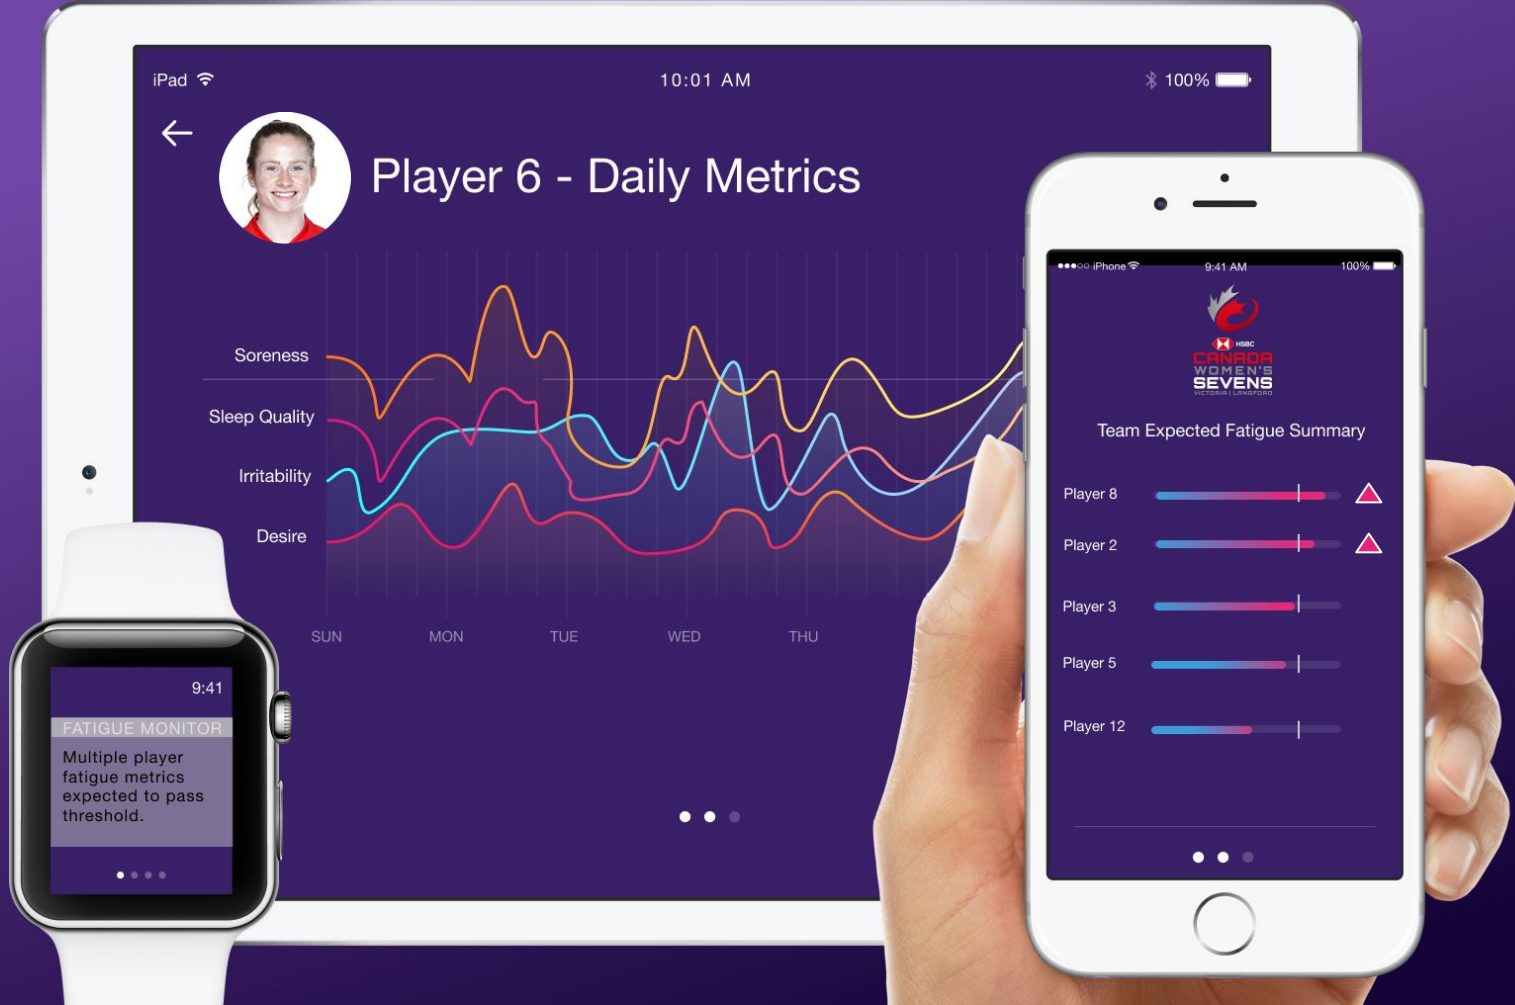 iPad
10:01 AM
100%
Player 6 - Daily Metrics
Soreness
Sleep Quality
Irritability
Desire
SUN
MON
TUE
WED
THU
9:41
FATIGUE MONITOR
Multiple player
fatigue metrics
expected to pass
threshold.
iPhone
9:41 AM
100%
HSBC
CANADA
WOMEN'S
SEVENS
VICTORIA | LANGFORD
Team Expected Fatigue Summary
Player 8
Player 2
Player 3
Player 5
Player 12